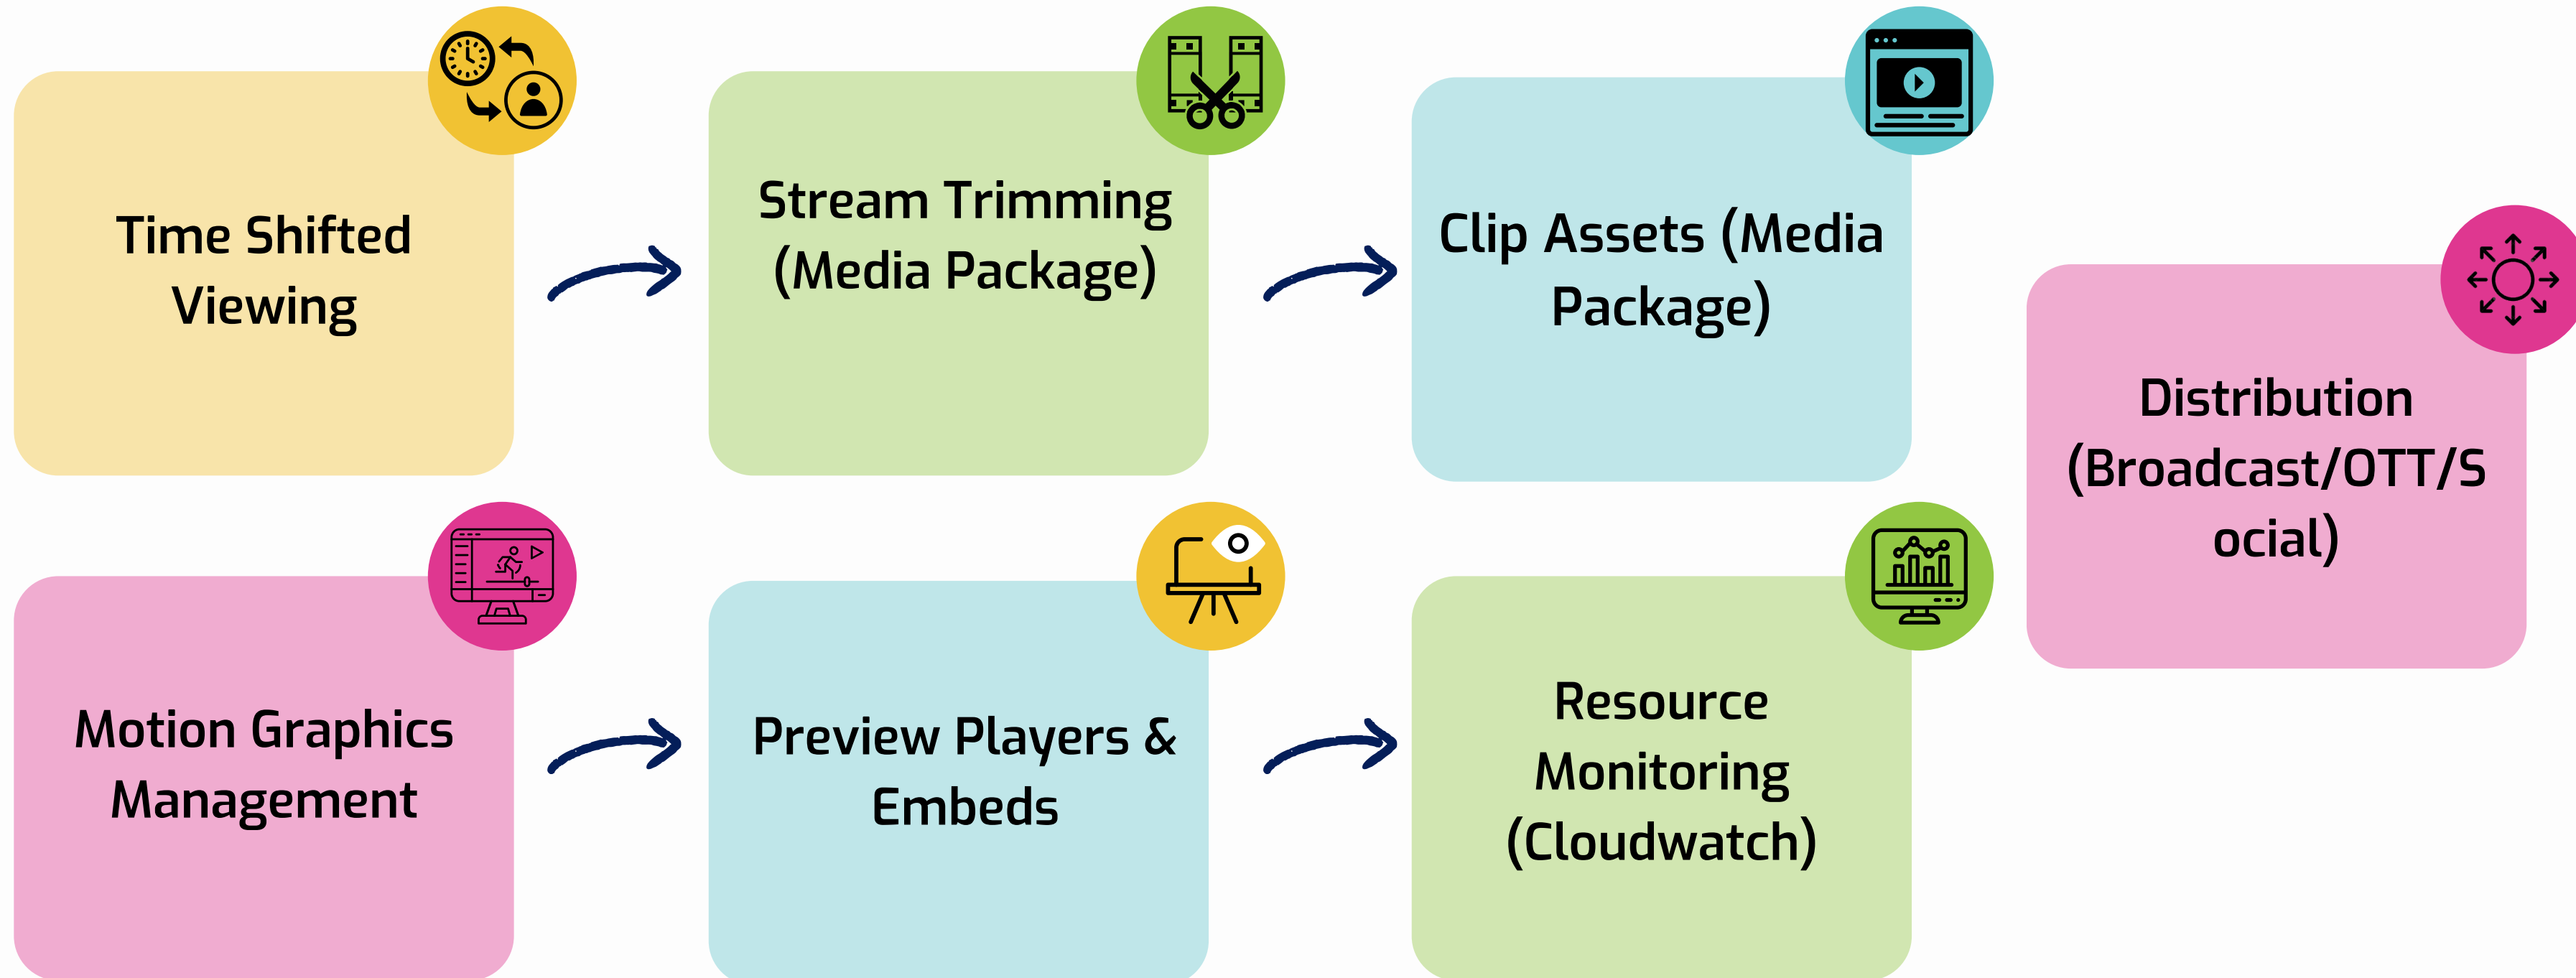 Time Shifted
Viewing
Stream Trimming
(Media Package)
Clip Assets (Media
Package)
Distribution
(Broadcast/OTT/S
ocial)
Motion Graphics
Management
Preview Players &
Embeds
Resource
Monitoring
(Cloudwatch)